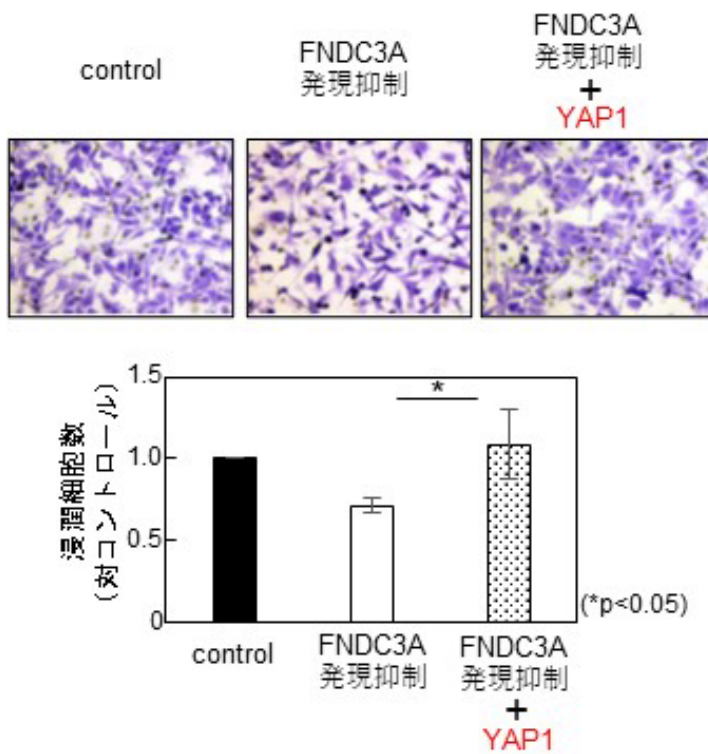 control
FNDC3A
発現抑制
FNDC3A
発現抑制
+
YAP1
浸潤細胞数
(対コントロール)
1.5
1.0
0.5
0
*
(*p<0.05)
control
FNDC3A
発現抑制
FNDC3A
発現抑制
+
YAP1